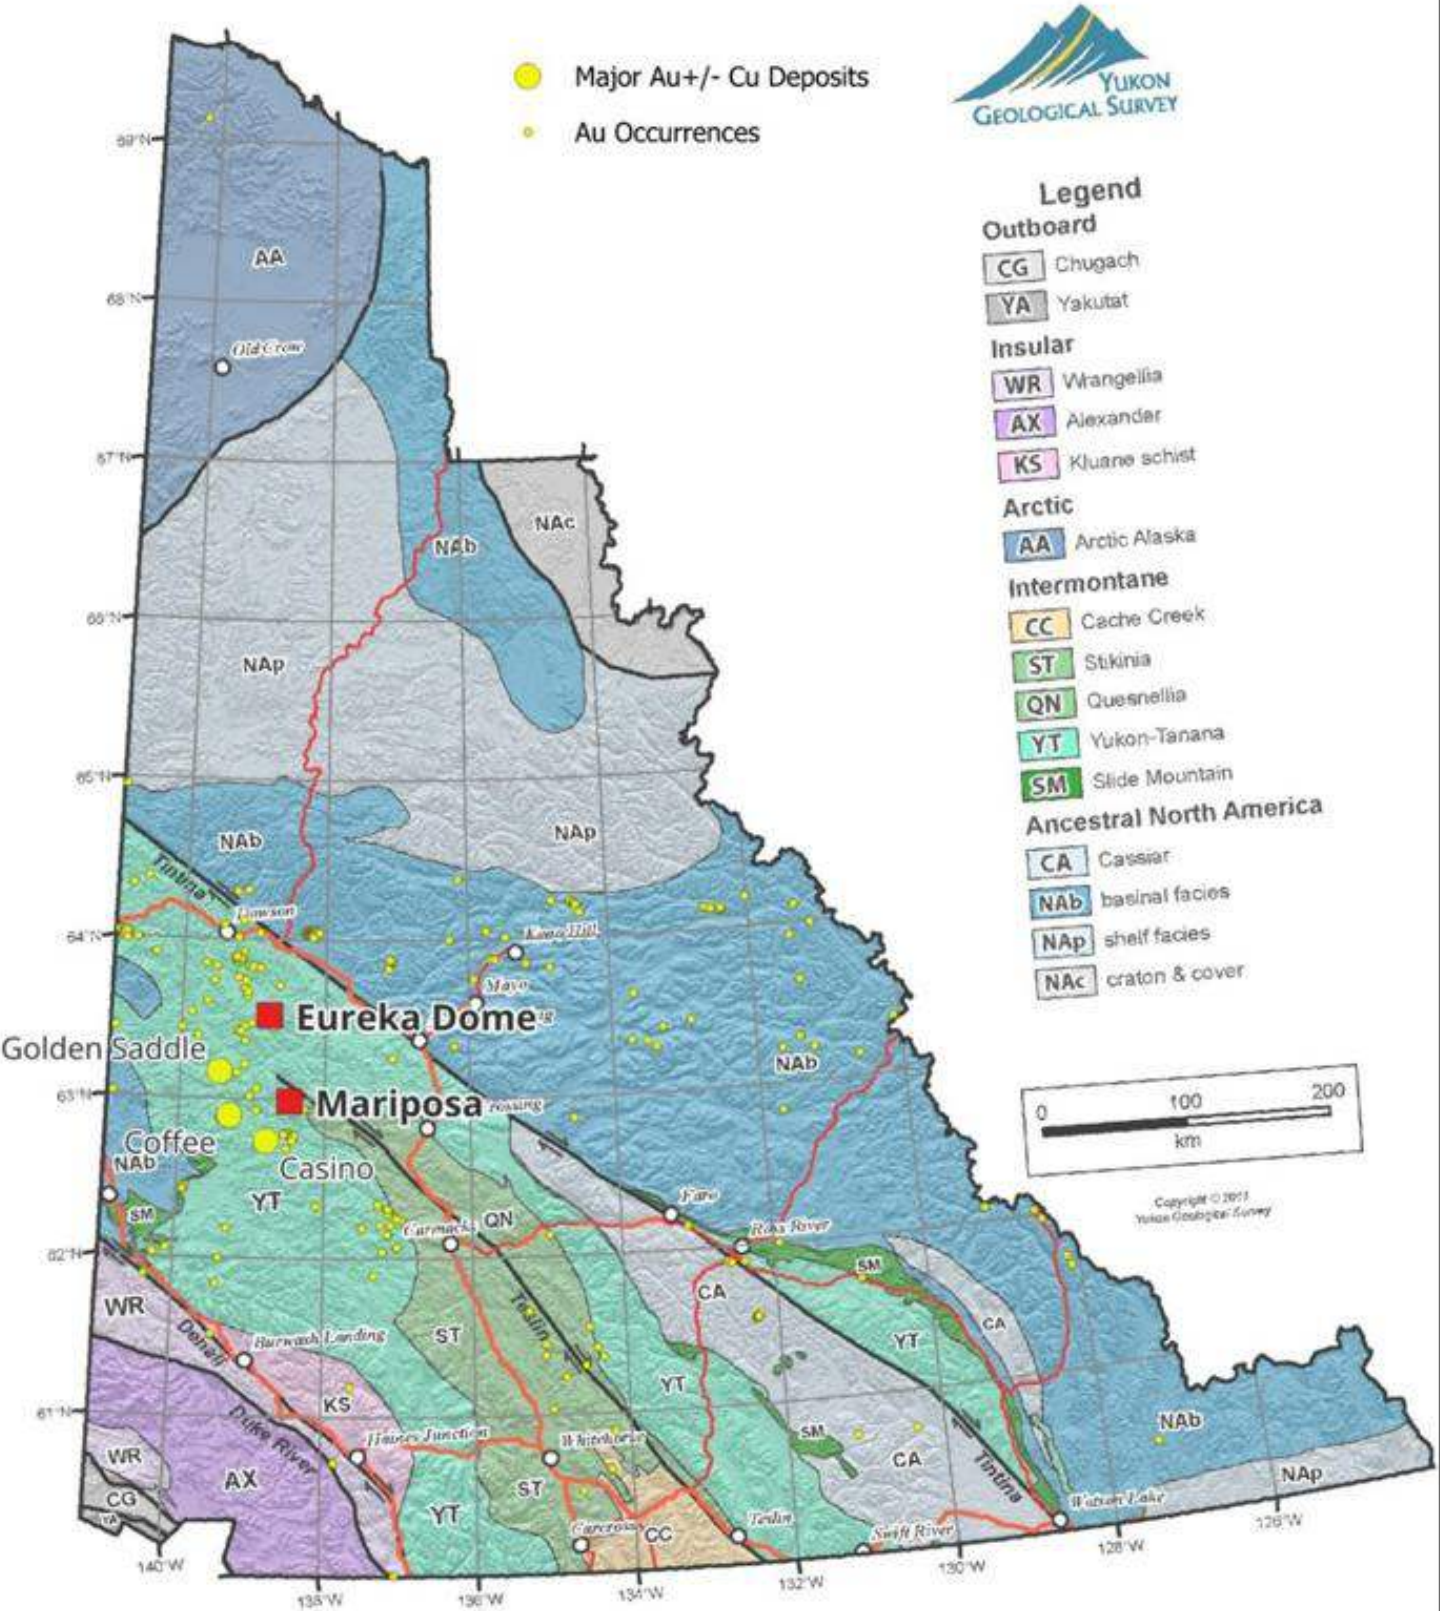 Major Au+/- Cu Deposits
Au Occurrences
YUKON
GEOLOGICAL SURVEY
Legend
Outboard
CG Chugach
YA Yakutat
Insular
WR Wrangellia
AX Alexander
KS Kluane schist
Arctic
AA Arctic Alaska
Intermontane
CC Cache Creek
ST Stikinia
QN Quesnellia
YT Yukon-Tanana
SM Slide Mountain
Ancestral North America
CA Cassiar
NAb basinal facies
NAp shelf facies
NAc craton & cover
0 100 200
km
Yukon Geological Survey
69°N
AA
68°N
Old Crow
67°N
NAc
NAb
66°N
NAp
65°N
NAb
NAp
Tintina
Dawson
64°N
Keno Hill
Mayo
Eureka Dome
Golden Saddle
NAb
63°N
Mariposa
Coffee
NAb
Casino
YT
SM
Faro
Carmacks
QN
Ross River
62°N
SM
WR
CA
CA
Denali
Burwash Landing
Teslin
ST
YT
YT
KS
61°N
Duke River
Haines Junction
Whitehorse
SM
NAb
WR
AX
CA
Tintina
NAp
CG
YA
YT
ST
Carcross
CC
Teslin
Swift River
Watson Lake
140°W
138°W
136°W
134°W
132°W
130°W
128°W
126°W